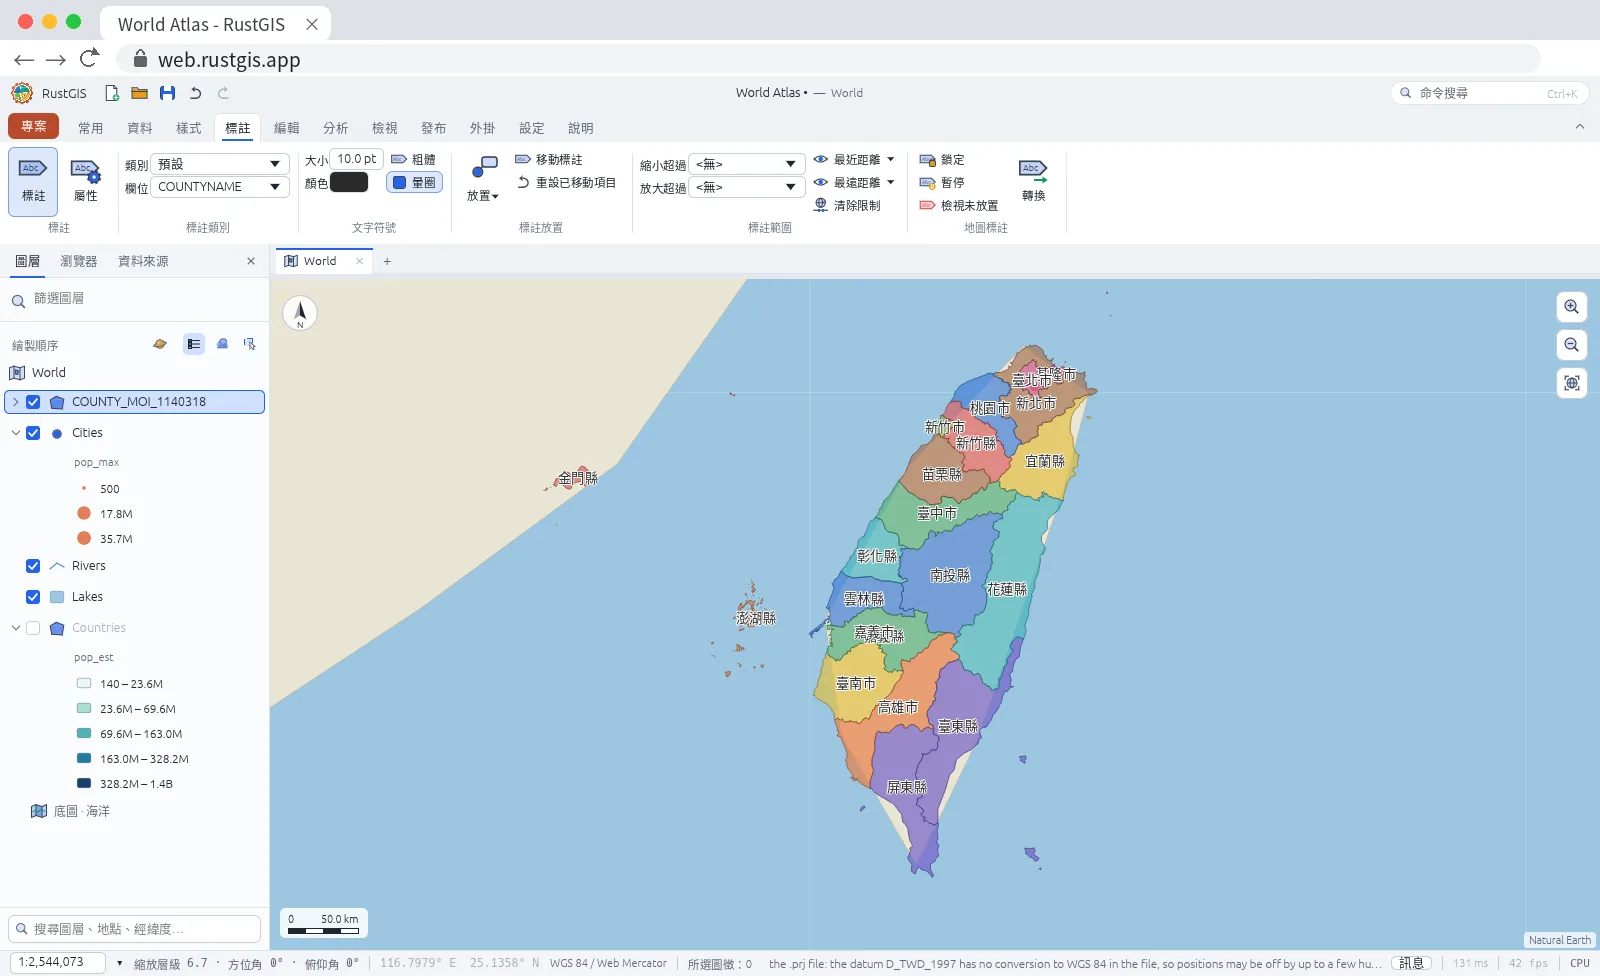 World Atlas - RustGIS
web.rustgis.app
RustGIS
World Atlas • — World
命令搜尋 Ctrl+K
專案 常用 資料 樣式 標註 編輯 分析 檢視 發布 外掛 設定 說明
Abc 標註
Abc 屬性
標註
類別 預設
欄位 COUNTYNAME
標註類別
大小 10.0 pt Abc 粗體
顏色 暈圈
文字符號
放置
Abc 移動標註
重設已移動項目
標註放置
縮小超過 <無> 最近距離
放大超過 <無> 最遠距離
清除限制
標註範圍
鎖定
暫停
檢視未放置
Abc 轉換
地圖標註
圖層 瀏覽器 資料來源
篩選圖層
繪製順序
World
COUNTY_MOI_1140318
Cities
pop_max
500
17.8M
35.7M
Rivers
Lakes
Countries
pop_est
140 – 23.6M
23.6M – 69.6M
69.6M – 163.0M
163.0M – 328.2M
328.2M – 1.4B
底圖 · 海洋
搜尋圖層、地點、經緯度…
World
N
基隆市
臺北市
新北市
桃園市
新竹市
新竹縣
宜蘭縣
苗栗縣
金門縣
臺中市
彰化縣
南投縣
花蓮縣
雲林縣
澎湖縣
嘉義市
嘉義縣
臺南市
高雄市
臺東縣
屏東縣
0 50.0 km
Natural Earth
1:2,544,073 縮放層級 6.7 · 方位角 0° · 俯仰角 0° 116.7979° E 25.1358° N WGS 84 / Web Mercator 所選圖徵：0 the .prj file: the datum D_TWD_1997 has no conversion to WGS 84 in the file, so positions may be off by up to a few hu… 訊息 131 ms 42 fps CPU